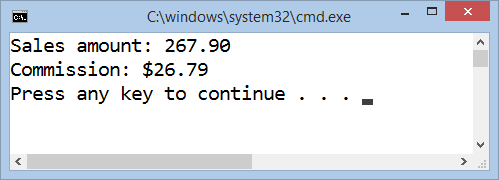 C:\windows\system32\cmd.exe
Sales amount: 267.90
Commission: $26.79
Press any key to continue . . .